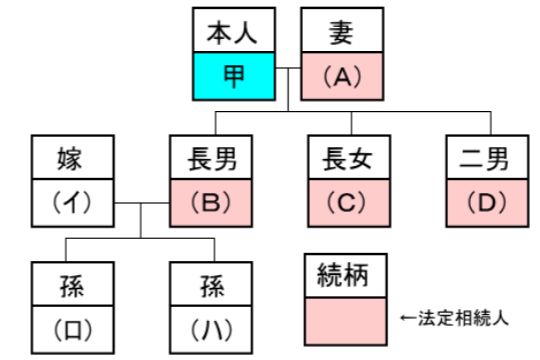 本人 妻
甲 (A)
嫁 長男 長女 二男
(イ) (B) (C) (D)
孫 孫 続柄
(ロ) (ハ) ←法定相続人